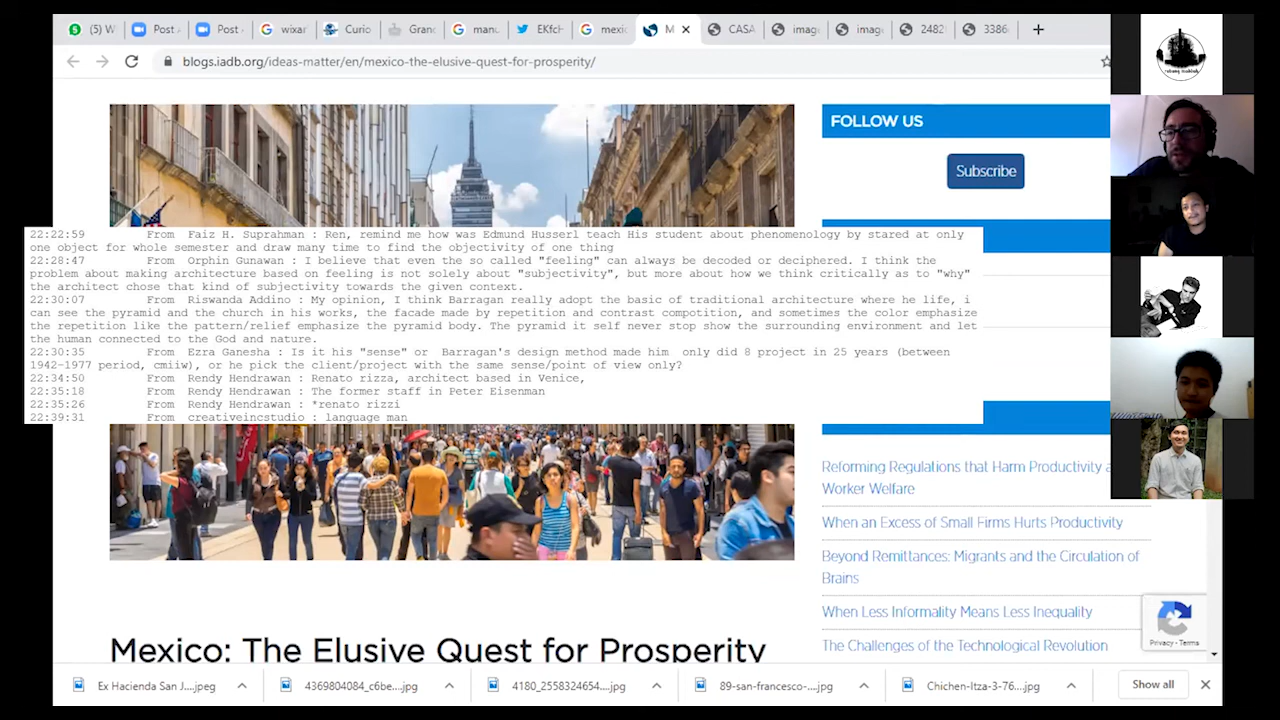 (5) W
Post
Post
wixar
Curio
Granc
manu
EKfcH
mexic
M
CASA
image
image
2482
3386
blogs.iadb.org/ideas-matter/en/mexico-the-elusive-quest-for-prosperity/
FOLLOW US
Subscribe
22:22:59 From Faiz H. Suprahman : Ren, remind me how was Edmund Husserl teach His student about phenomenology by stared at only
one object for whole semester and draw many time to find the objectivity of one thing
22:28:47 From Orphin Gunawan : I believe that even the so called "feeling" can always be decoded or deciphered. I think the
problem about making architecture based on feeling is not solely about "subjectivity", but more about how we think critically as to "why"
the architect chose that kind of subjectivity towards the given context.
22:30:07 From Riswanda Addino : My opinion, I think Barragan really adopt the basic of traditional architecture where he life, i
can see the pyramid and the church in his works, the facade made by repetition and contrast competition, and sometimes the color emphasize
the repetition like the pattern/relief emphasize the pyramid body. The pyramid it self never stop show the surrounding environment and let
the human connected to the God and nature.
22:30:35 From Ezra Ganesha : Is it his "sense" or Barragan's design method made him only did 8 project in 25 years (between
1942-1977 period, cmiiw), or he pick the client/project with the same sense/point of view only?
22:34:50 From Rendy Hendrawan : Renato rizza, architect based in Venice,
22:35:18 From Rendy Hendrawan : The former staff in Peter Eisenman
22:35:26 From Rendy Hendrawan : *renato rizzi
22:39:31 From creativeincstudio : language man
Reforming Regulations that Harm Productivity a
Worker Welfare
When an Excess of Small Firms Hurts Productivity
Beyond Remittances: Migrants and the Circulation of
Brains
When Less Informality Means Less Inequality
The Challenges of the Technological Revolution
Privacy - Terms
Mexico: The Elusive Quest for Prosperity
Ex Hacienda San J....jpeg
4369804084_c6be....jpg
4180_2558324654....jpg
89-san-francesco-....jpg
Chichen-Itza-3-76....jpg
Show all